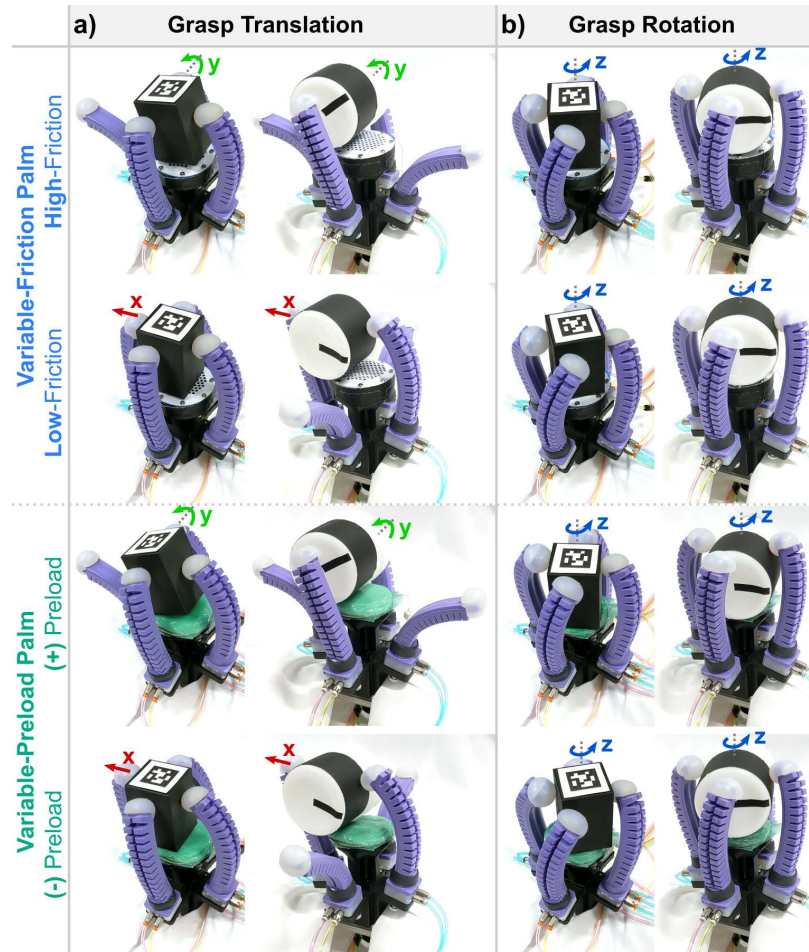 a) Grasp Translation
b) Grasp Rotation
Variable-Friction Palm
High-Friction
y
y
z
z
Low-Friction
x
x
z
z
Variable-Preload Palm
(+) Preload
y
y
z
z
(-) Preload
x
x
z
z